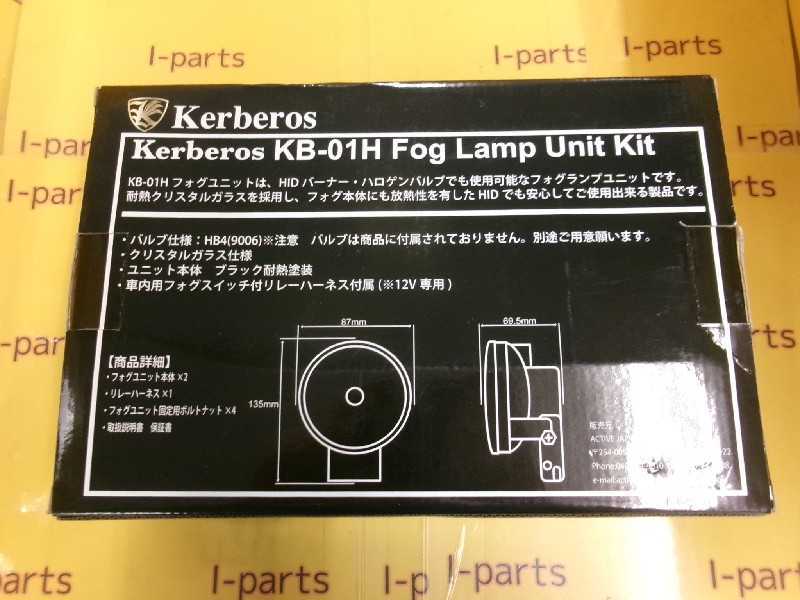 I-parts
I-parts
I-parts
Kerberos
Kerberos KB-01H Fog Lamp Unit Kit
KB-01H フォグユニットは、HID バーナー・ハロゲンバルブでも使用可能なフォグランプユニットです。
耐熱クリスタルガラスを採用し、フォグ本体にも放熱性を有した HID でも安心してご使用出来る製品です。
・バルブ仕様：HB4(9006)※注意 バルブは商品に付属されておりません。別途ご用意願います。
・クリスタルガラス仕様
・ユニット本体 ブラック耐熱塗装
・車内用フォグスイッチ付リレーハーネス付属 (※12V 専用 )
87mm
69.5mm
135mm
【商品詳細】
・フォグユニット本体 ×2
・リレーハーネス ×1
・フォグユニット固定用ボルトナット ×4
・取扱説明書 保証書
販売元
ACTIVE
〒254-
Phone:
e-mail:
I-parts
I-parts
I-parts
I-parts
I-parts
I-p
I-parts
I-parts